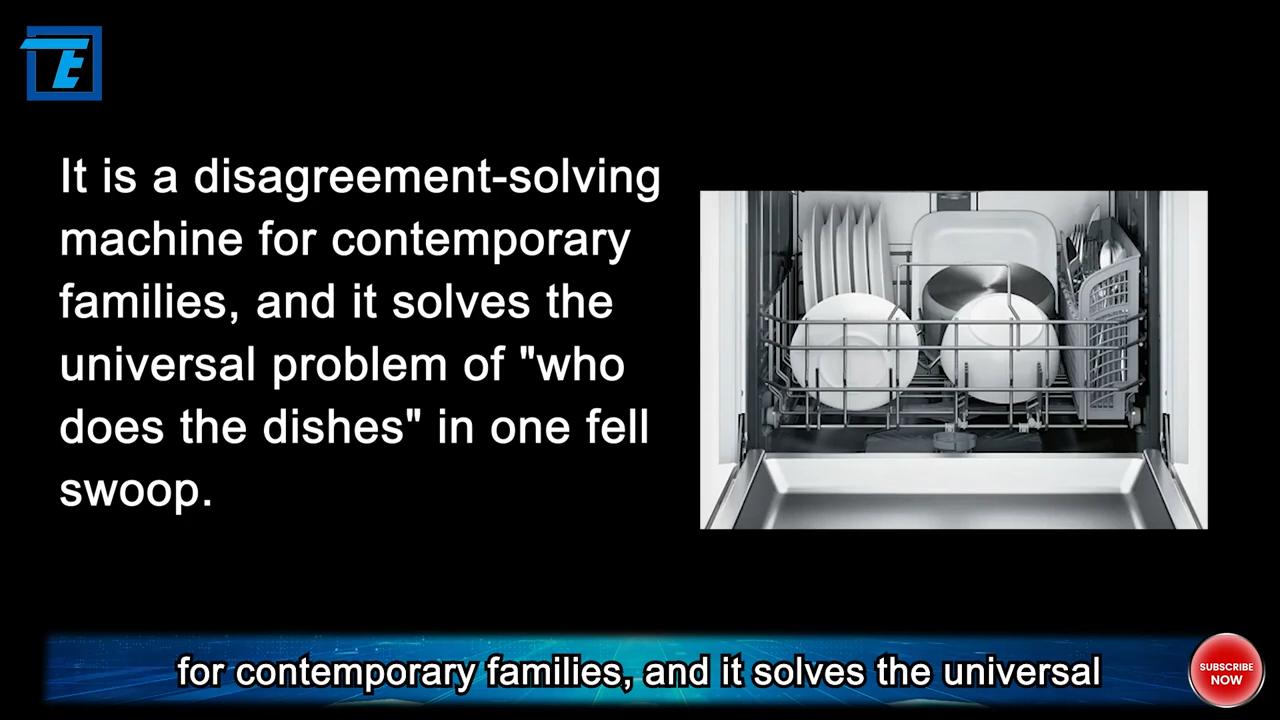 TE
It is a disagreement-solving
machine for contemporary
families, and it solves the
universal problem of "who
does the dishes" in one fell
swoop.
for contemporary families, and it solves the universal
SUBSCRIBE
NOW